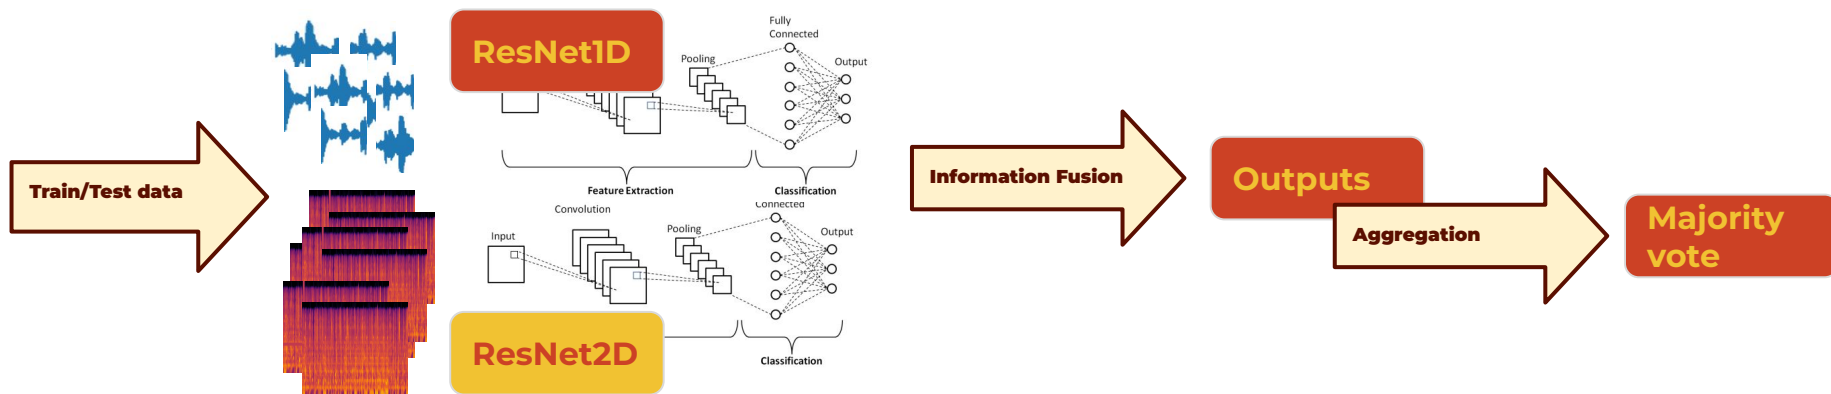 Train/Test data
ResNet1D
Fully
Connected
Pooling
Output
Feature Extraction
Classification
Convolution
Connected
Input
Pooling
Output
ResNet2D
Classification
Information Fusion
Outputs
Aggregation
Majority
vote